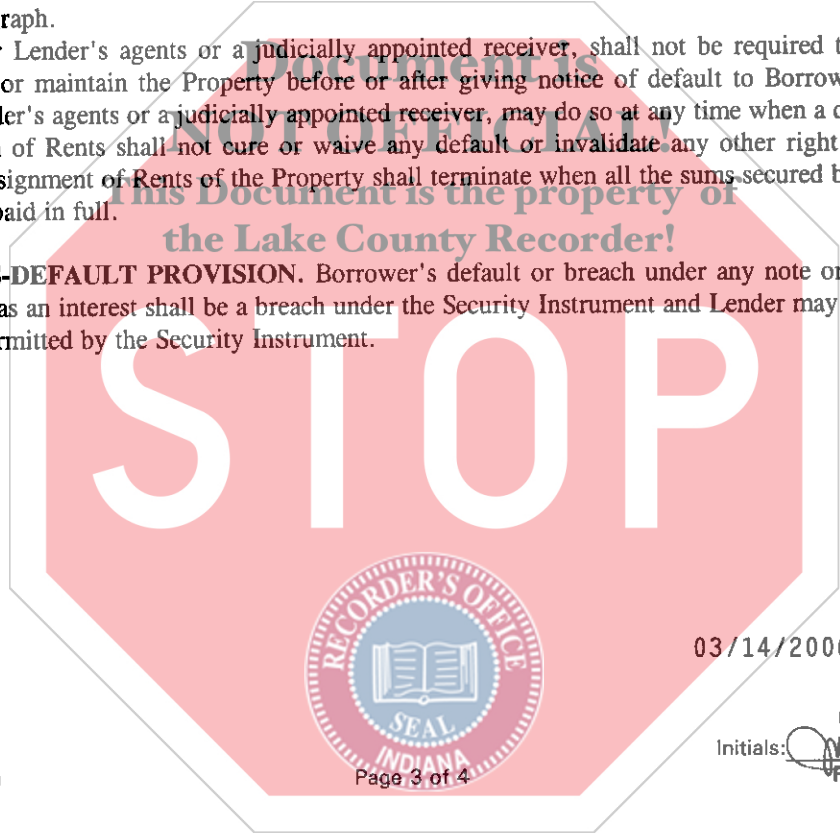 raph.
Lender's agents or a judicially appointed receiver, shall not be required t
or maintain the Property before or after giving notice of default to Borrow
ler's agents or a judicially appointed receiver, may do so at any time when a d
of Rents shall not cure or waive any default or invalidate any other right
signment of Rents of the Property shall terminate when all the sums secured b
paid in full.
-DEFAULT PROVISION. Borrower's default or breach under any note or
as an interest shall be a breach under the Security Instrument and Lender may
rmitted by the Security Instrument.
Document is
NOT OFFICIAL!
This Document is the property of
the Lake County Recorder!
STOP
RECORDER'S OFFICE
SEAL
INDIANA
03/14/200
Initials:
Page 3 of 4